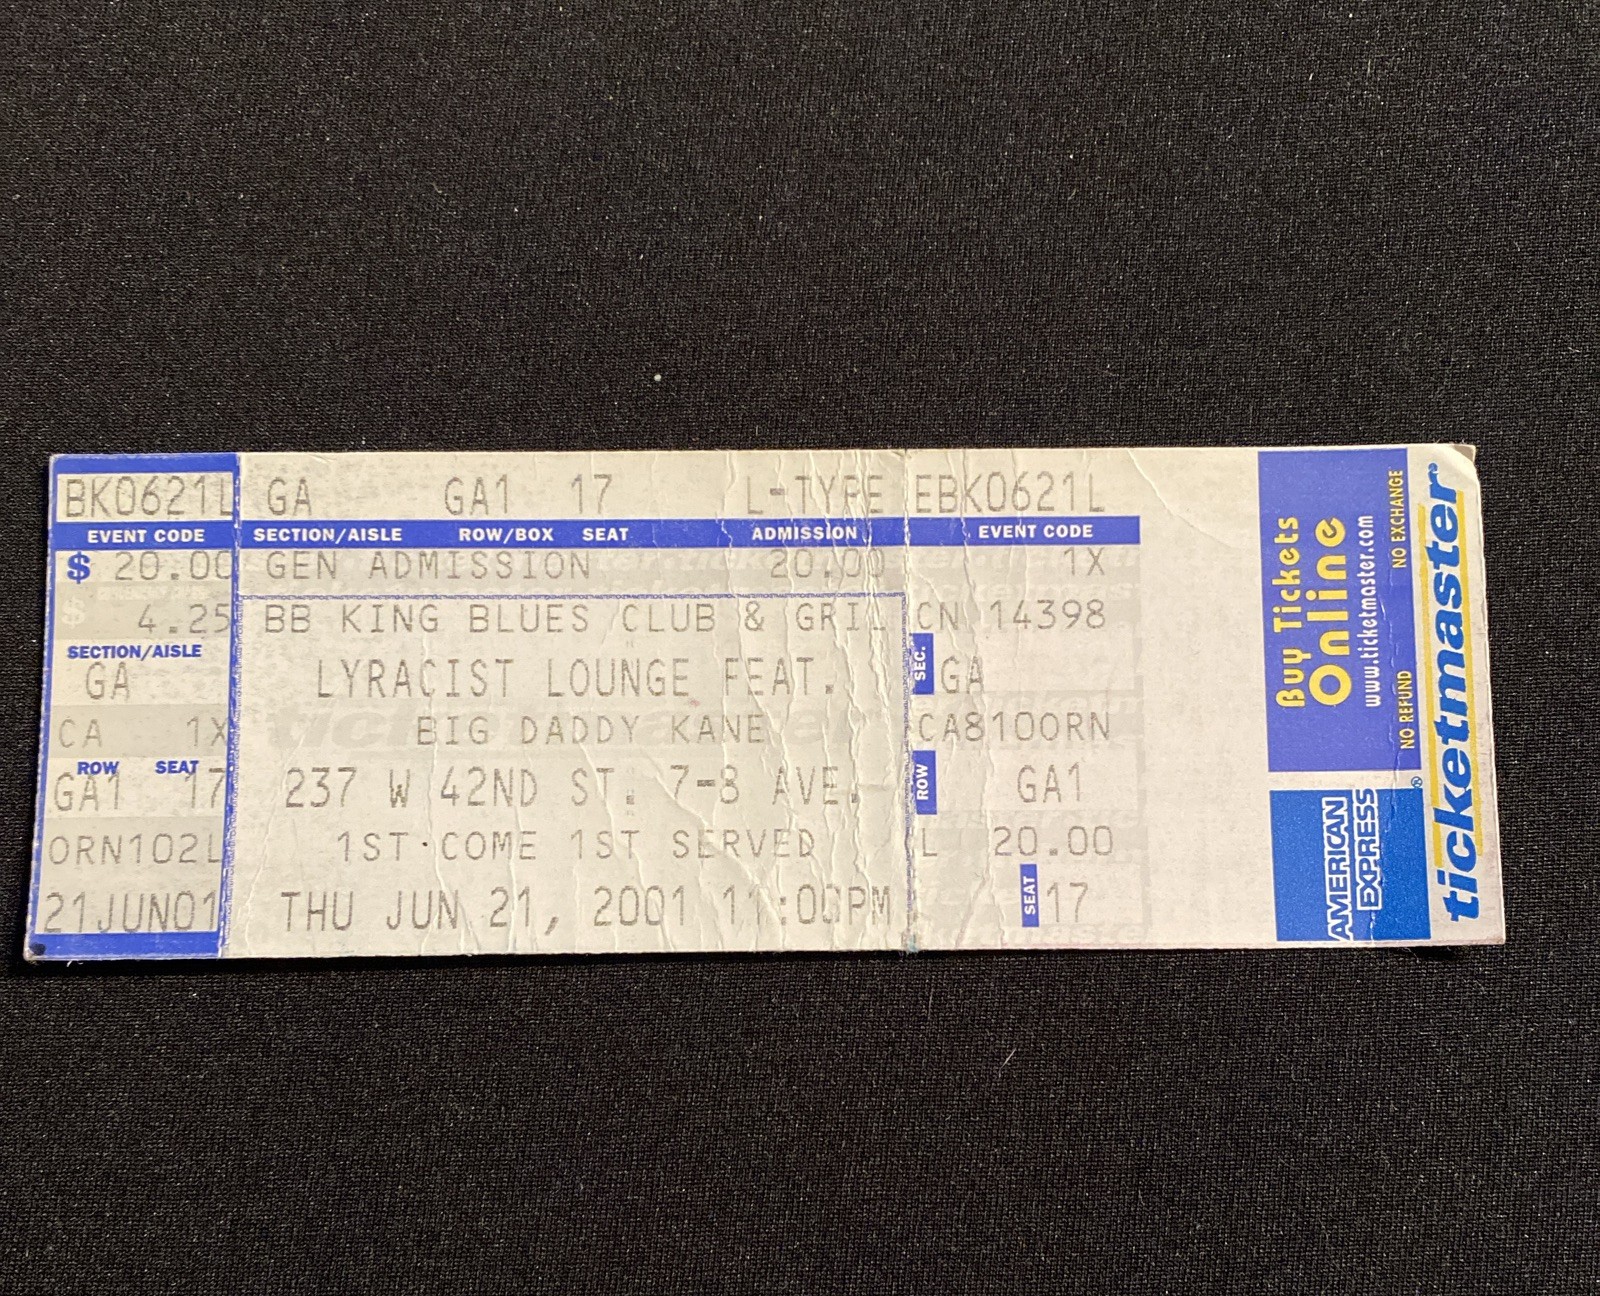 BK0621L GA GA1 17 L-TYPE EBK0621L
EVENT CODE SECTION/AISLE ROW/BOX SEAT ADMISSION EVENT CODE
$ 20.00 GEN ADMISSION 20.00 1X
$ 4.25 BB KING BLUES CLUB & GRIL CN 14398
SECTION/AISLE
GA LYRACIST LOUNGE FEAT. SEC. GA
CA 1X BIG DADDY KANE CA8100RN
ROW SEAT
GA1 17 237 W 42ND ST. 7-8 AVE. ROW GA1
ORN102L 1ST COME 1ST SERVED L 20.00
21JUN01 THU JUN 21, 2001 11:00PM SEAT 17
Buy Tickets
Online
www.ticketmaster.com
NO REFUND NO EXCHANGE
AMERICAN
EXPRESS
®
ticketmaster®